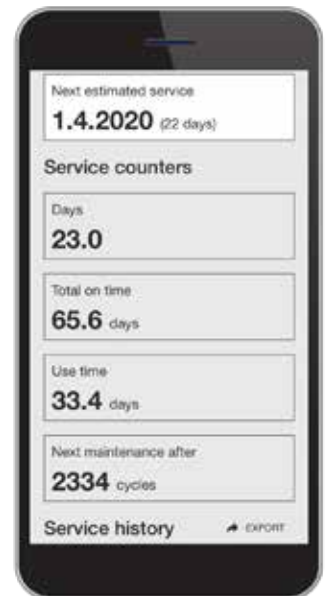 Next estimated service
1.4.2020 (22 days)
Service counters
Days
23.0
Total on time
65.6 days
Use time
33.4 days
Next maintenance after
2334 cycles
Service history EXPORT